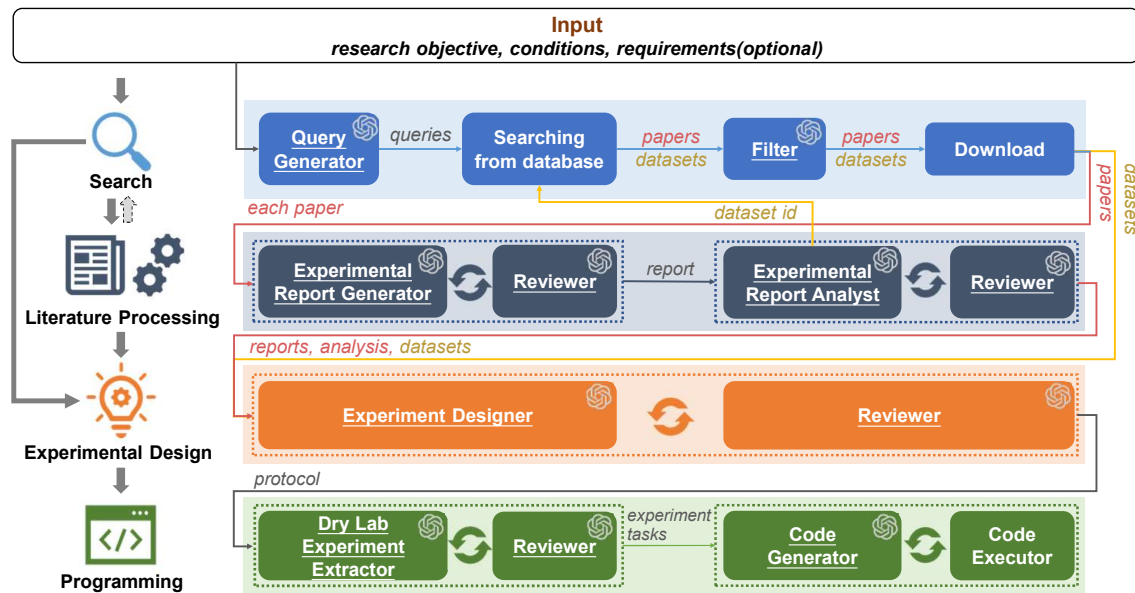 Input
research objective, conditions, requirements(optional)
Query
Generator
queries
Searching
from database
papers
datasets
Filter
papers
datasets
Download
Search
each paper
dataset id
papers
datasets
Experimental
Report Generator
Reviewer
report
Experimental
Report Analyst
Reviewer
Literature Processing
reports, analysis, datasets
Experiment Designer
Reviewer
Experimental Design
protocol
Dry Lab
Experiment
Extractor
Reviewer
experiment
tasks
Code
Generator
Code
Executor
</>
Programming